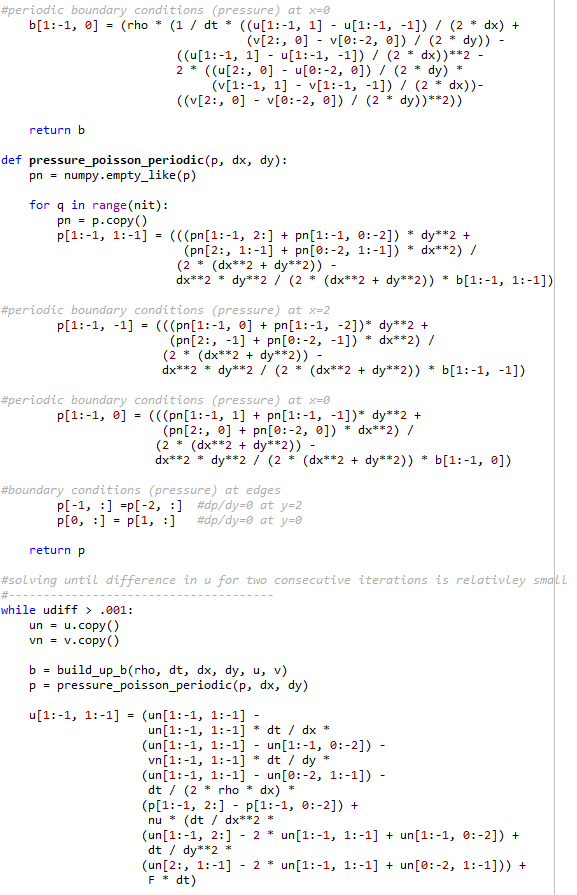 #periodic boundary conditions (pressure) at x=0
    b[1:-1, 0] = (rho * (1 / dt * ((u[1:-1, 1] - u[1:-1, -1]) / (2 * dx) +
                                   (v[2:, 0] - v[0:-2, 0]) / (2 * dy)) -
                         ((u[1:-1, 1] - u[1:-1, -1]) / (2 * dx))**2 -
                         2 * ((u[2:, 0] - u[0:-2, 0]) / (2 * dy) *
                              (v[1:-1, 1] - v[1:-1, -1]) / (2 * dx))-
                         ((v[2:, 0] - v[0:-2, 0]) / (2 * dy))**2))
    return b
def pressure_poisson_periodic(p, dx, dy):
    pn = numpy.empty_like(p)
    for q in range(nit):
        pn = p.copy()
        p[1:-1, 1:-1] = (((pn[1:-1, 2:] + pn[1:-1, 0:-2]) * dy**2 +
                          (pn[2:, 1:-1] + pn[0:-2, 1:-1]) * dx**2) /
                         (2 * (dx**2 + dy**2)) -
                         dx**2 * dy**2 / (2 * (dx**2 + dy**2)) * b[1:-1, 1:-1])
#periodic boundary conditions (pressure) at x=2
        p[1:-1, -1] = (((pn[1:-1, 0] + pn[1:-1, -2])* dy**2 +
                        (pn[2:, -1] + pn[0:-2, -1]) * dx**2) /
                       (2 * (dx**2 + dy**2)) -
                       dx**2 * dy**2 / (2 * (dx**2 + dy**2)) * b[1:-1, -1])
#periodic boundary conditions (pressure) at x=0
        p[1:-1, 0] = (((pn[1:-1, 1] + pn[1:-1, -1])* dy**2 +
                       (pn[2:, 0] + pn[0:-2, 0]) * dx**2) /
                      (2 * (dx**2 + dy**2)) -
                      dx**2 * dy**2 / (2 * (dx**2 + dy**2)) * b[1:-1, 0])
#boundary conditions (pressure) at edges
        p[-1, :] =p[-2, :]  #dp/dy=0 at y=2
        p[0, :] = p[1, :]   #dp/dy=0 at y=0
    return p
#solving until difference in u for two consecutive iterations is relativley small
#--------------------------------------
while udiff > .001:
    un = u.copy()
    vn = v.copy()
    b = build_up_b(rho, dt, dx, dy, u, v)
    p = pressure_poisson_periodic(p, dx, dy)
    u[1:-1, 1:-1] = (un[1:-1, 1:-1] -
                     un[1:-1, 1:-1] * dt / dx *
                    (un[1:-1, 1:-1] - un[1:-1, 0:-2]) -
                     vn[1:-1, 1:-1] * dt / dy *
                    (un[1:-1, 1:-1] - un[0:-2, 1:-1]) -
                     dt / (2 * rho * dx) *
                    (p[1:-1, 2:] - p[1:-1, 0:-2]) +
                     nu * (dt / dx**2 *
                    (un[1:-1, 2:] - 2 * un[1:-1, 1:-1] + un[1:-1, 0:-2]) +
                     dt / dy**2 *
                    (un[2:, 1:-1] - 2 * un[1:-1, 1:-1] + un[0:-2, 1:-1])) +
                     F * dt)